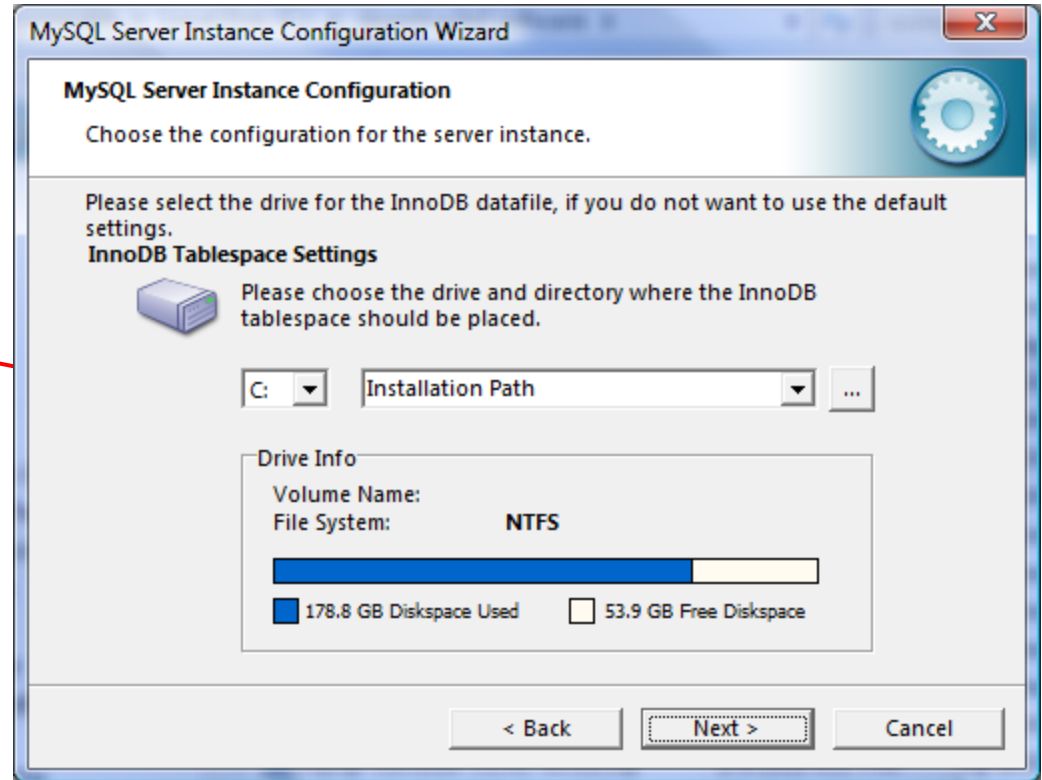 MySQL Server Instance Configuration Wizard
MySQL Server Instance Configuration
Choose the configuration for the server instance.
Please select the drive for the InnoDB datafile, if you do not want to use the default
settings.
InnoDB Tablespace Settings
Please choose the drive and directory where the InnoDB
tablespace should be placed.
C: Installation Path ...
Drive Info
Volume Name:
File System: NTFS
178.8 GB Diskspace Used 53.9 GB Free Diskspace
< Back Next > Cancel